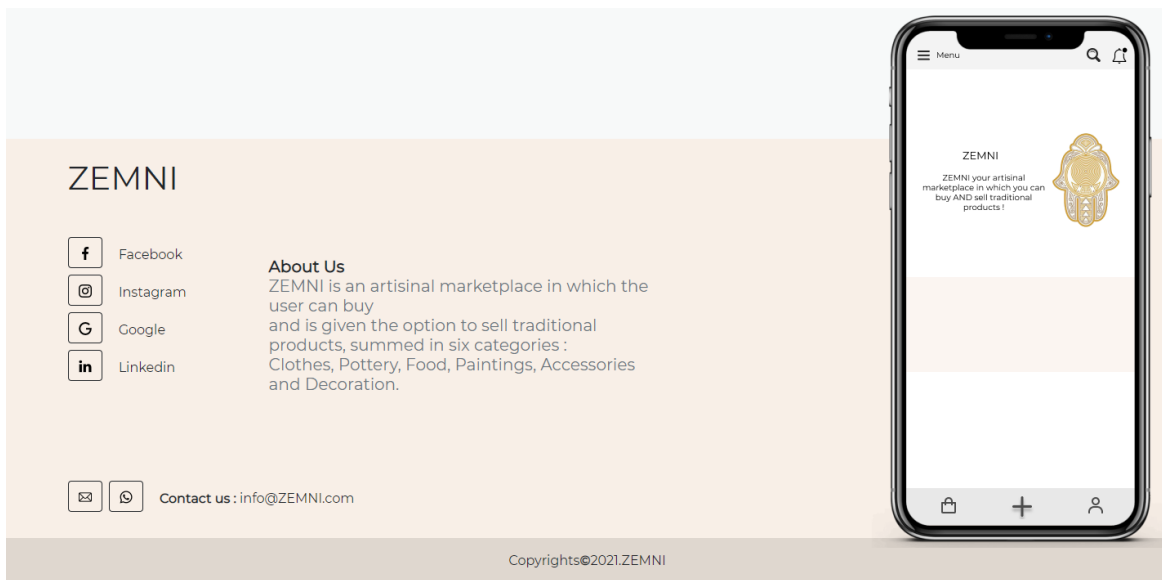 ZEMNI
Facebook
Instagram
Google
Linkedin
About Us
ZEMNI is an artisinal marketplace in which the
user can buy
and is given the option to sell traditional
products, summed in six categories :
Clothes, Pottery, Food, Paintings, Accessories
and Decoration.
Contact us : info@ZEMNI.com
Copyrights©2021.ZEMNI
Menu
ZEMNI
ZEMNI your artisinal
marketplace in which you can
buy AND sell traditional
products !